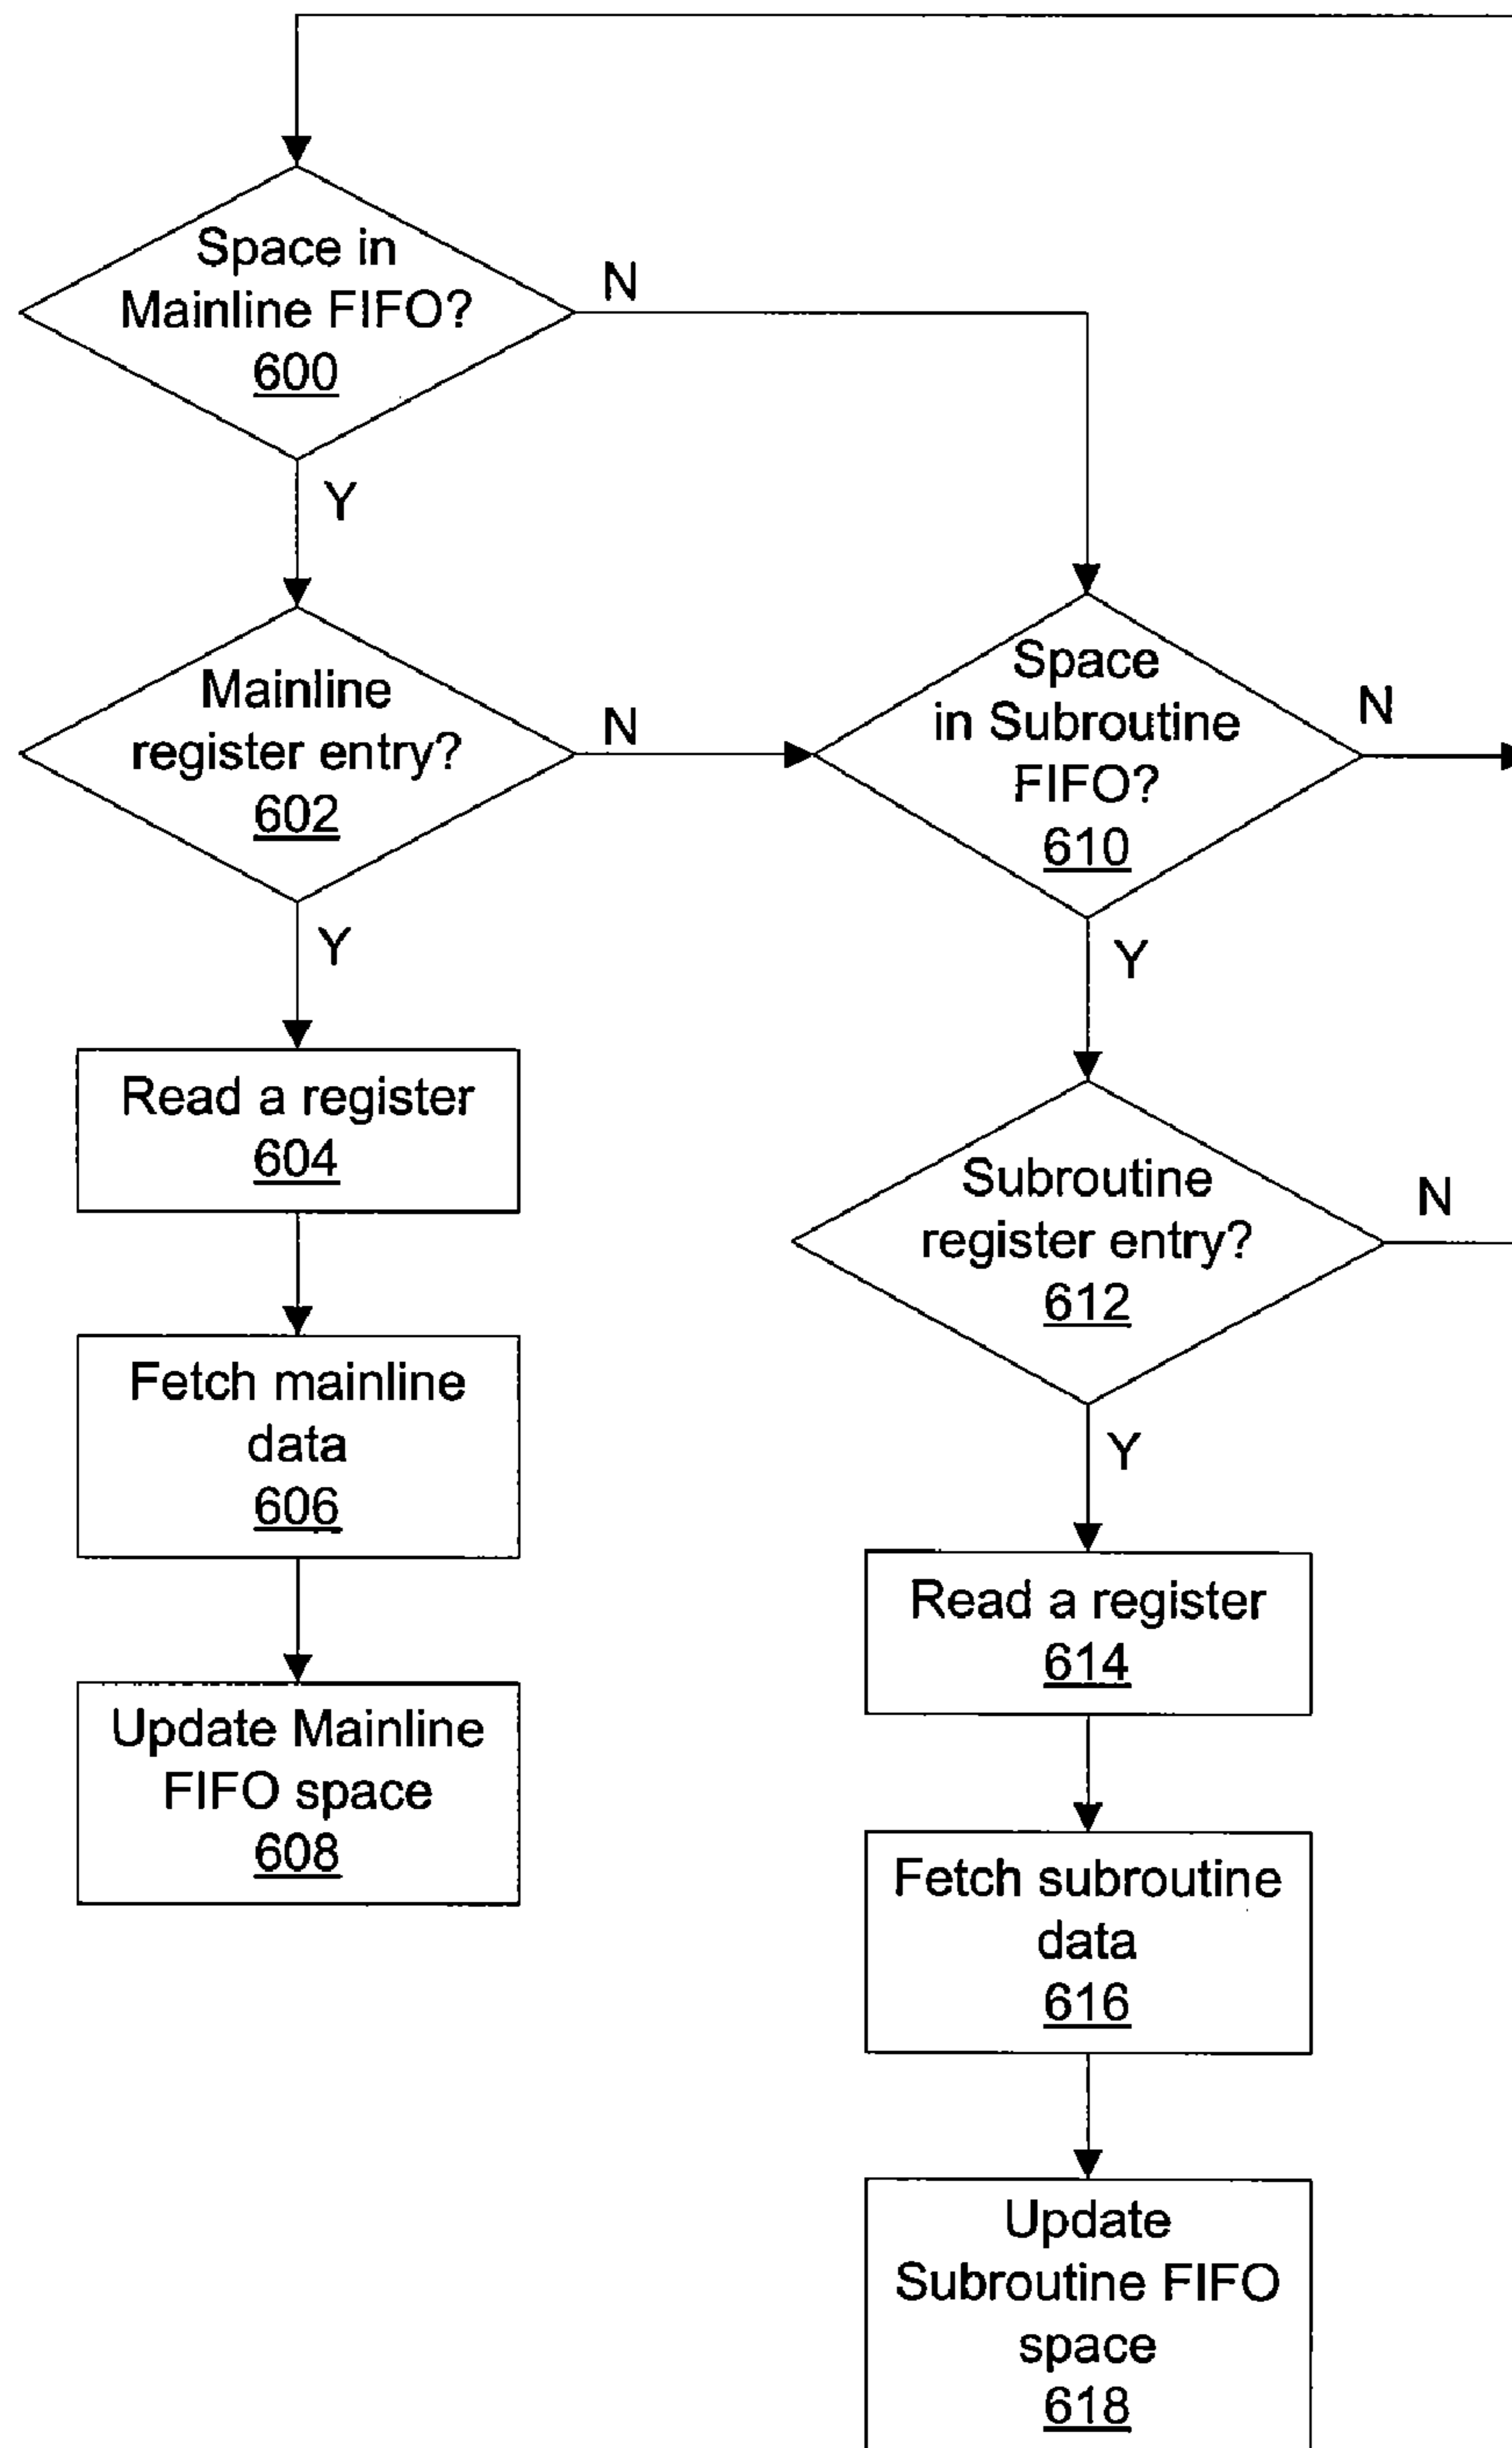 Space in
Mainline FIFO?
600
N
Y
Mainline
register entry?
602
N
Y
Read a register
604
Fetch mainline
data
606
Update Mainline
FIFO space
608
Space
in Subroutine
FIFO?
610
N
Y
Subroutine
register entry?
612
N
Y
Read a register
614
Fetch subroutine
data
616
Update
Subroutine FIFO
space
618